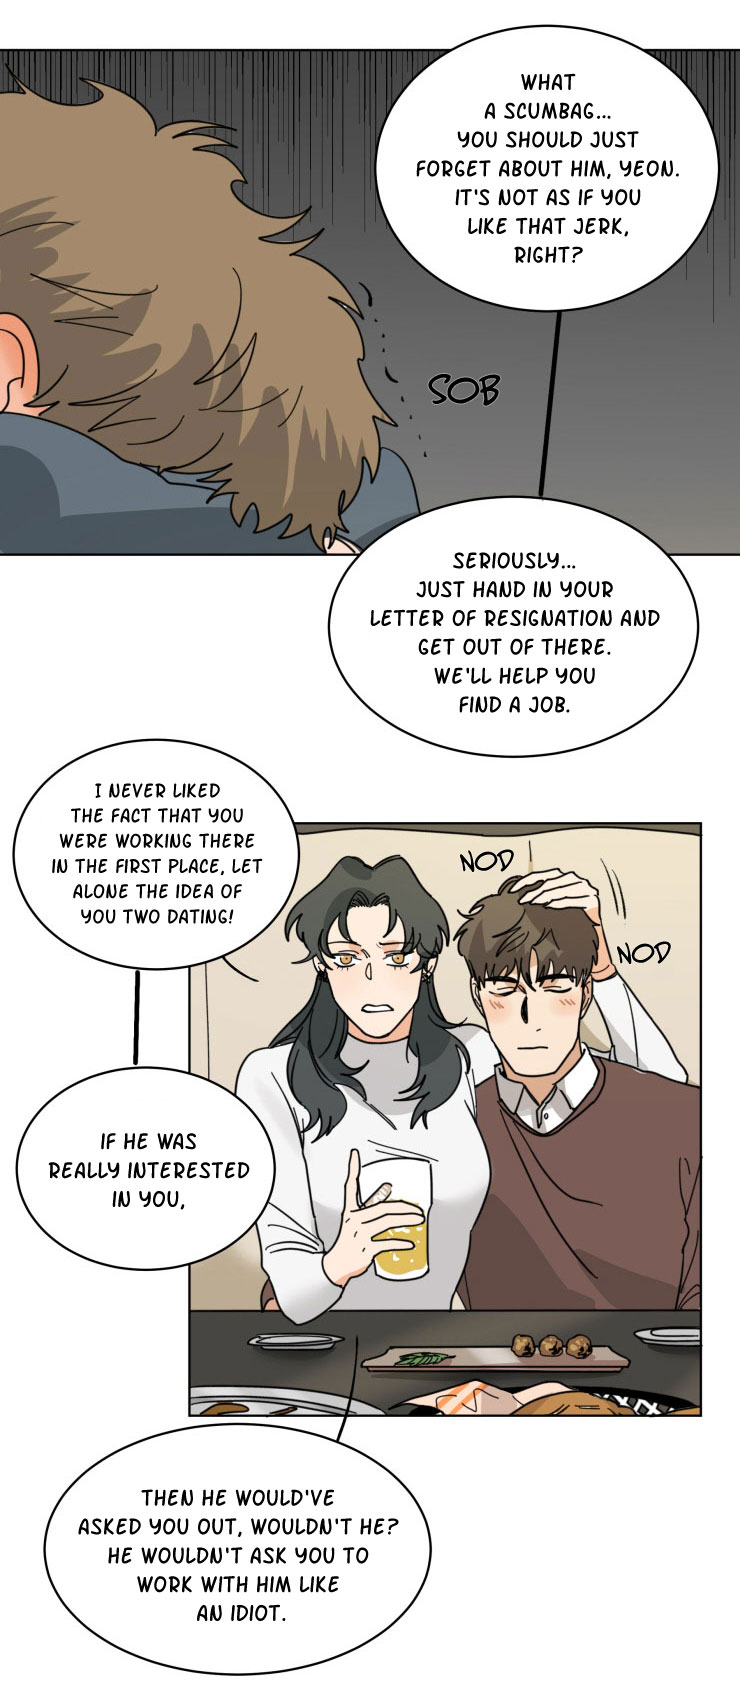 WHAT
A SCUMBAG...
YOU SHOULD JUST
FORGET ABOUT HIM, YEON.
IT'S NOT AS IF YOU
LIKE THAT JERK,
RIGHT?
SOB
SERIOUSLY...
JUST HAND IN YOUR
LETTER OF RESIGNATION AND
GET OUT OF THERE.
WE'LL HELP YOU
FIND A JOB.
I NEVER LIKED
THE FACT THAT YOU
WERE WORKING THERE
IN THE FIRST PLACE, LET
ALONE THE IDEA OF
YOU TWO DATING!
NOD
NOD
IF HE WAS
REALLY INTERESTED
IN YOU,
THEN HE WOULD'VE
ASKED YOU OUT, WOULDN'T HE?
HE WOULDN'T ASK YOU TO
WORK WITH HIM LIKE
AN IDIOT.